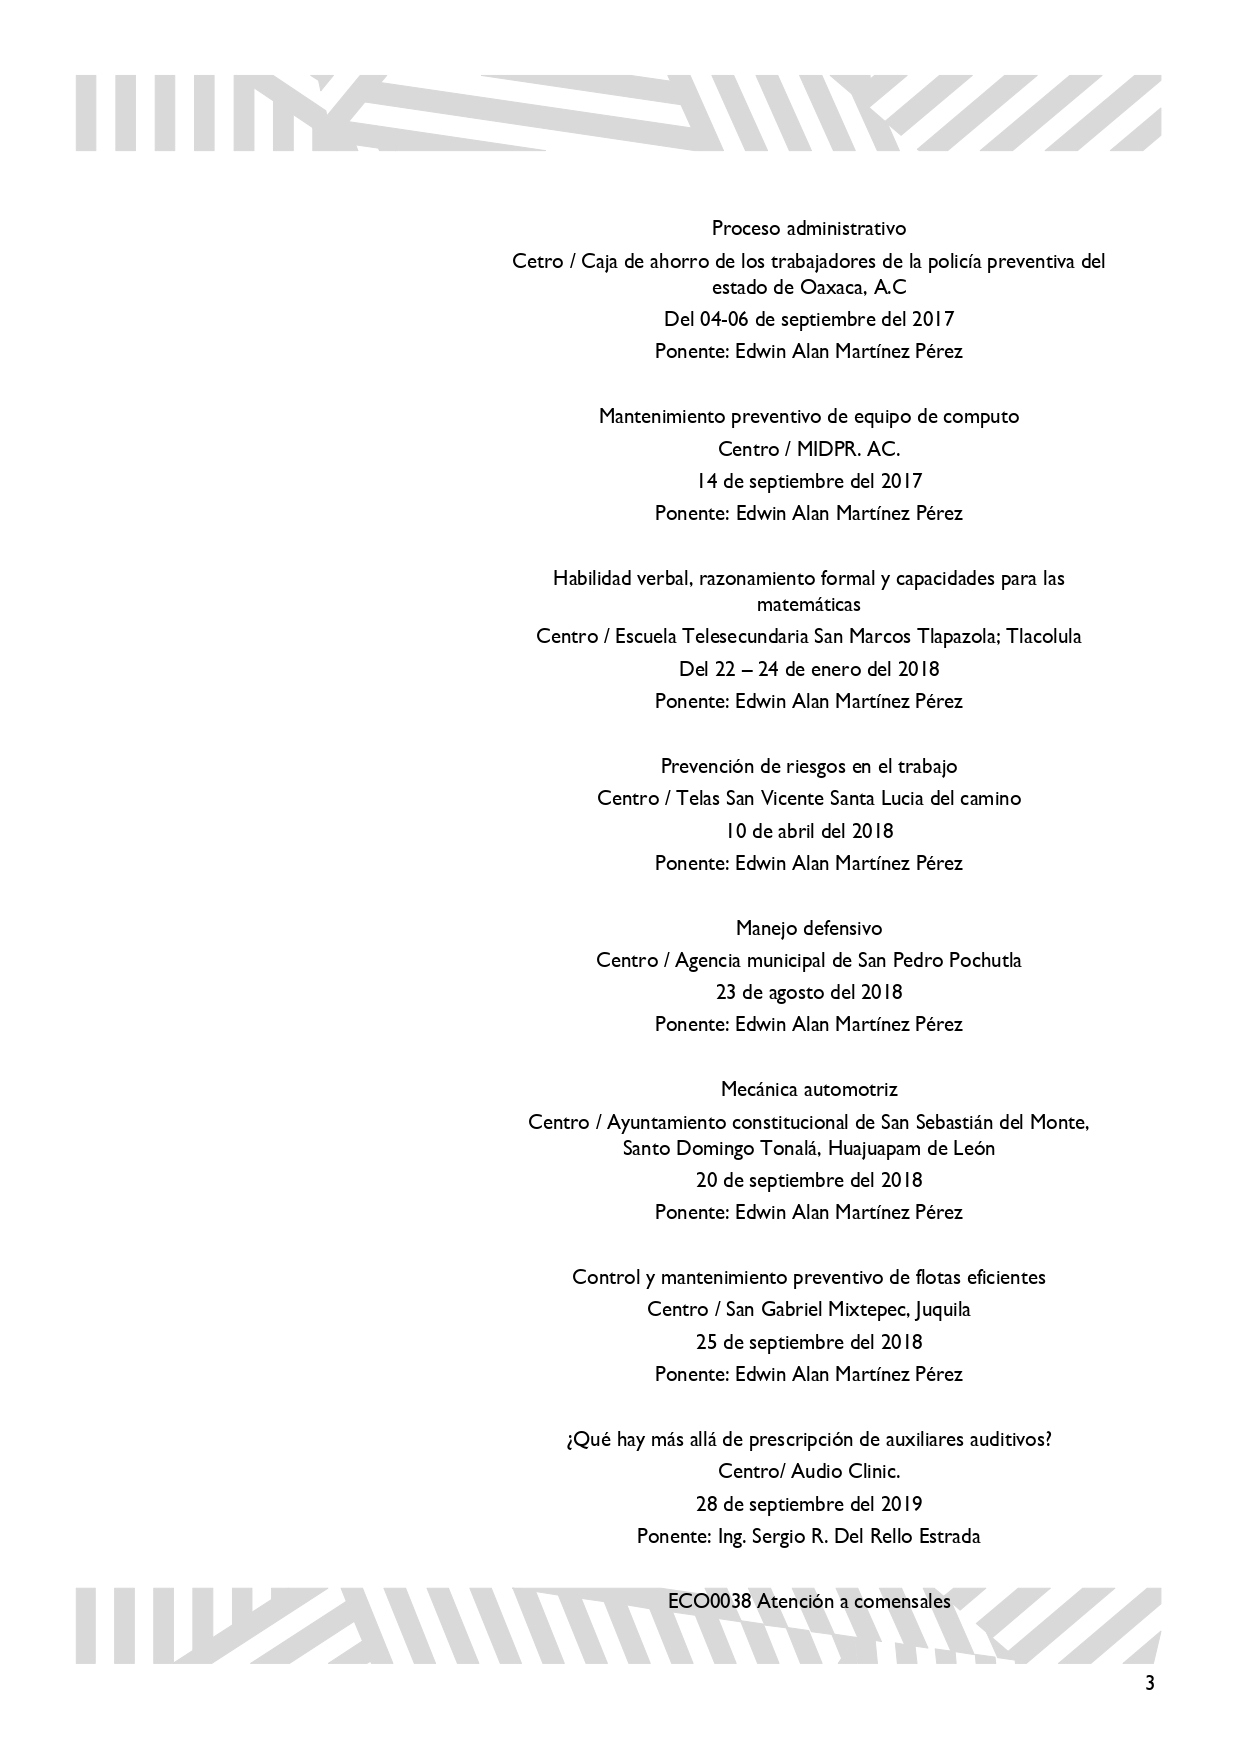 Proceso administrativo
Cetro / Caja de ahorro de los trabajadores de la policía preventiva del
estado de Oaxaca, A.C
Del 04-06 de septiembre del 2017
Ponente: Edwin Alan Martínez Pérez
Mantenimiento preventivo de equipo de computo
Centro / MIDPR. AC.
14 de septiembre del 2017
Ponente: Edwin Alan Martínez Pérez
Habilidad verbal, razonamiento formal y capacidades para las
matemáticas
Centro / Escuela Telesecundaria San Marcos Tlapazola; Tlacolula
Del 22 – 24 de enero del 2018
Ponente: Edwin Alan Martínez Pérez
Prevención de riesgos en el trabajo
Centro / Telas San Vicente Santa Lucia del camino
10 de abril del 2018
Ponente: Edwin Alan Martínez Pérez
Manejo defensivo
Centro / Agencia municipal de San Pedro Pochutla
23 de agosto del 2018
Ponente: Edwin Alan Martínez Pérez
Mecánica automotriz
Centro / Ayuntamiento constitucional de San Sebastián del Monte,
Santo Domingo Tonalá, Huajuapam de León
20 de septiembre del 2018
Ponente: Edwin Alan Martínez Pérez
Control y mantenimiento preventivo de flotas eficientes
Centro / San Gabriel Mixtepec, Juquila
25 de septiembre del 2018
Ponente: Edwin Alan Martínez Pérez
¿Qué hay más allá de prescripción de auxiliares auditivos?
Centro/ Audio Clinic.
28 de septiembre del 2019
Ponente: Ing. Sergio R. Del Rello Estrada
ECO0038 Atención a comensales
3